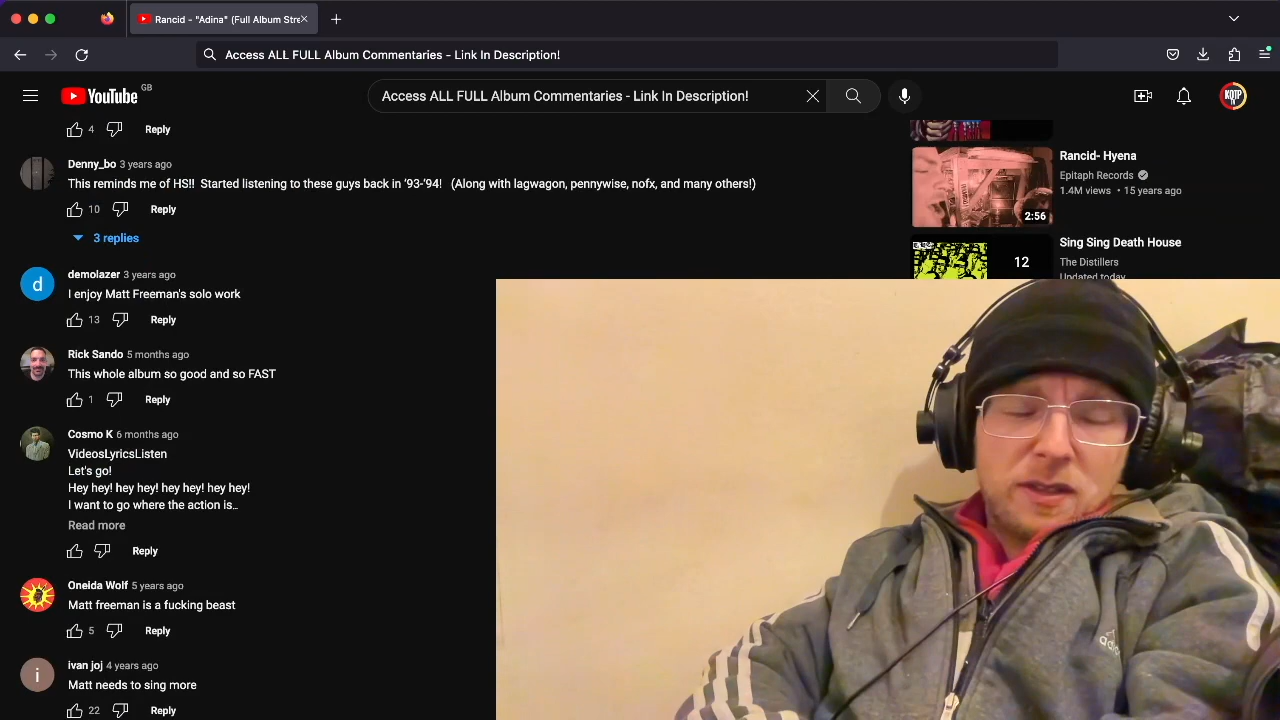 Rancid - "Adina" (Full Album Stre
Access ALL FULL Album Commentaries - Link In Description!
YouTube GB
Access ALL FULL Album Commentaries - Link In Description!
KOTP
TV
4 Reply
Denny_bo 3 years ago
This reminds me of HS!! Started listening to these guys back in ‘93-‘94! (Along with lagwagon, pennywise, nofx, and many others!)
10 Reply
3 replies
d
demolazer 3 years ago
I enjoy Matt Freeman's solo work
13 Reply
Rick Sando 5 months ago
This whole album so good and so FAST
1 Reply
Cosmo K 6 months ago
VideosLyricsListen
Let's go!
Hey hey! hey hey! hey hey! hey hey!
I want to go where the action is…
Read more
Reply
Oneida Wolf 5 years ago
Matt freeman is a fucking beast
5 Reply
i
ivan joj 4 years ago
Matt needs to sing more
22 Reply
Rancid- Hyena
Epitaph Records
1.4M views • 15 years ago
2:56
Sing Sing Death House
The Distillers
Updated today
12
adidas